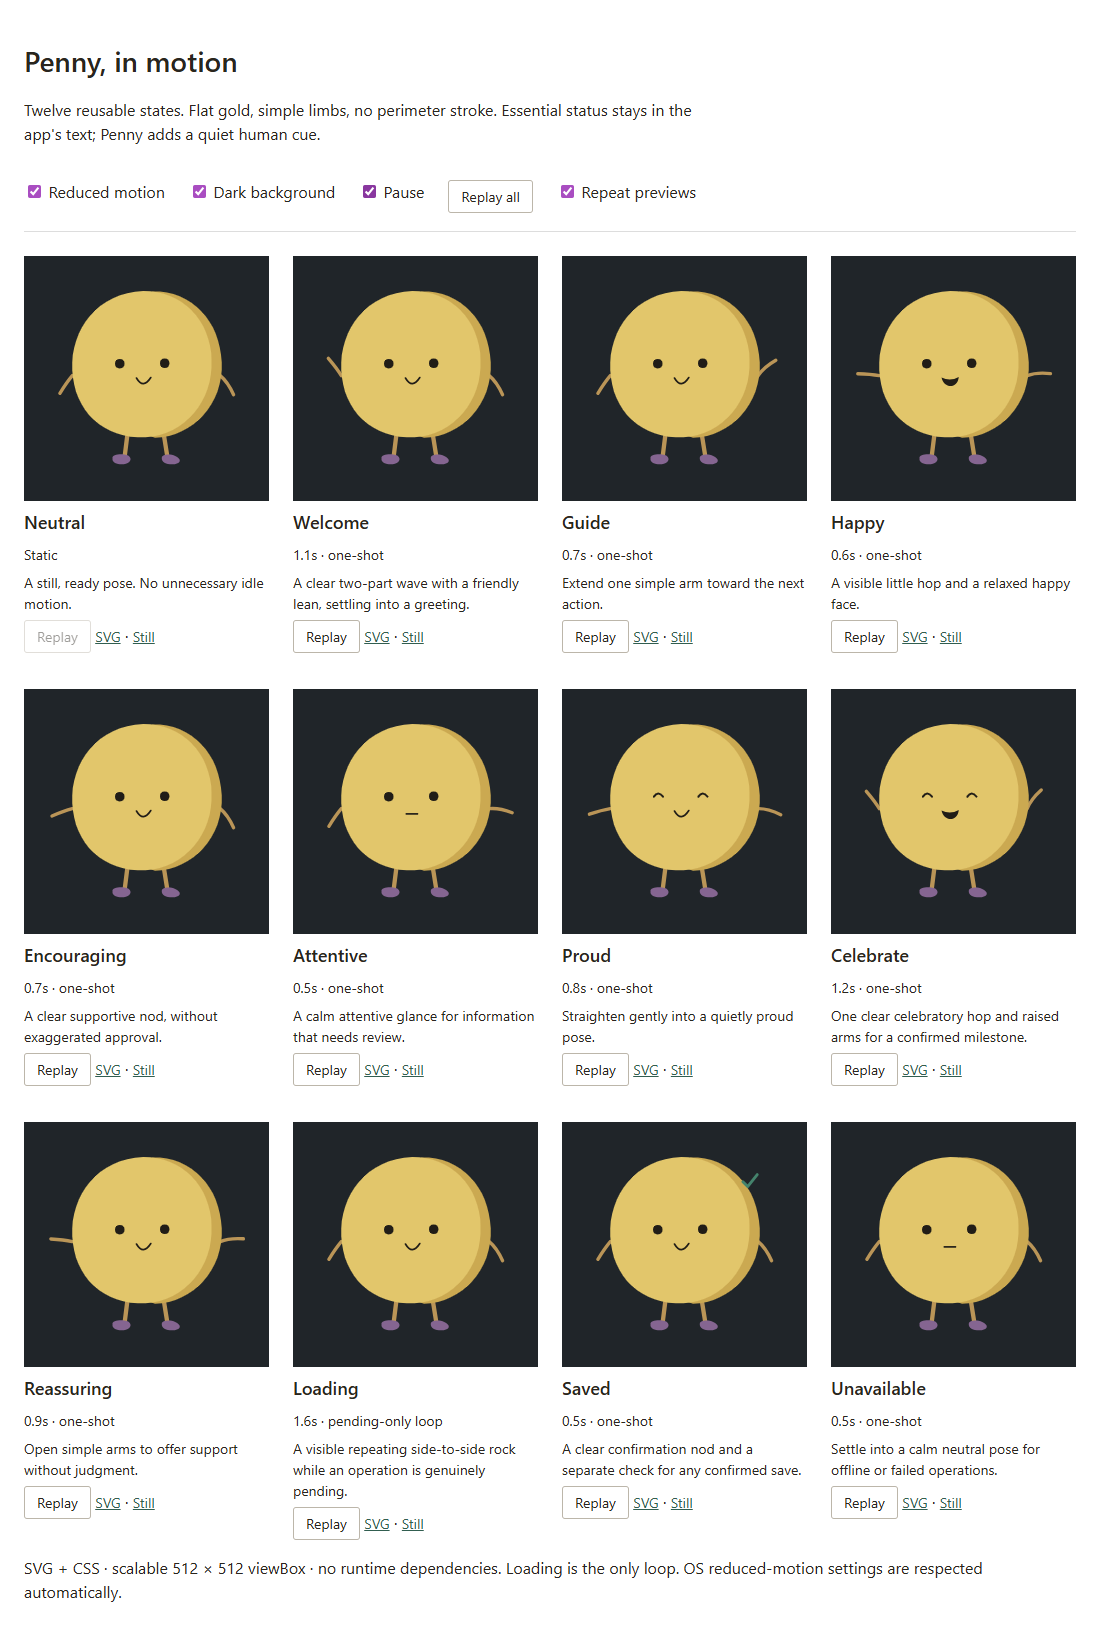 Penny, in motion
Twelve reusable states. Flat gold, simple limbs, no perimeter stroke. Essential status stays in the
app's text; Penny adds a quiet human cue.
Reduced motion
Dark background
Pause
Replay all
Repeat previews
Neutral
Static
A still, ready pose. No unnecessary idle
motion.
Replay SVG · Still
Welcome
1.1s · one-shot
A clear two-part wave with a friendly
lean, settling into a greeting.
Replay SVG · Still
Guide
0.7s · one-shot
Extend one simple arm toward the next
action.
Replay SVG · Still
Happy
0.6s · one-shot
A visible little hop and a relaxed happy
face.
Replay SVG · Still
Encouraging
0.7s · one-shot
A clear supportive nod, without
exaggerated approval.
Replay SVG · Still
Attentive
0.5s · one-shot
A calm attentive glance for information
that needs review.
Replay SVG · Still
Proud
0.8s · one-shot
Straighten gently into a quietly proud
pose.
Replay SVG · Still
Celebrate
1.2s · one-shot
One clear celebratory hop and raised
arms for a confirmed milestone.
Replay SVG · Still
Reassuring
0.9s · one-shot
Open simple arms to offer support
without judgment.
Replay SVG · Still
Loading
1.6s · pending-only loop
A visible repeating side-to-side rock
while an operation is genuinely
pending.
Replay SVG · Still
Saved
0.5s · one-shot
A clear confirmation nod and a
separate check for any confirmed save.
Replay SVG · Still
Unavailable
0.5s · one-shot
Settle into a calm neutral pose for
offline or failed operations.
Replay SVG · Still
SVG + CSS · scalable 512 × 512 viewBox · no runtime dependencies. Loading is the only loop. OS reduced-motion settings are respected
automatically.